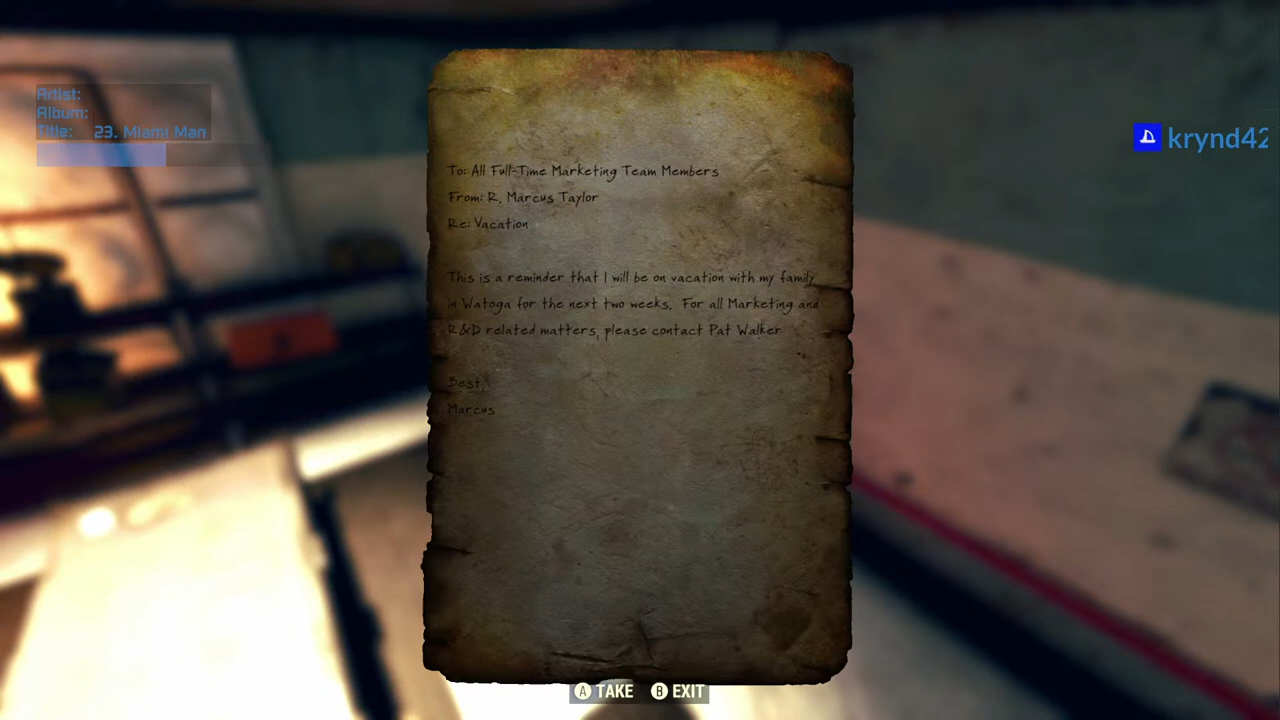 Artist:
Album:
Title: 23. Miami Man
krynd42
To: All Full-Time Marketing Team Members
From: R. Marcus Taylor
Re: Vacation
This is a reminder that I will be on vacation with my family
in Watoga for the next two weeks. For all Marketing and
R&D related matters, please contact Pat Walker
Best,
Marcus
A TAKE B EXIT